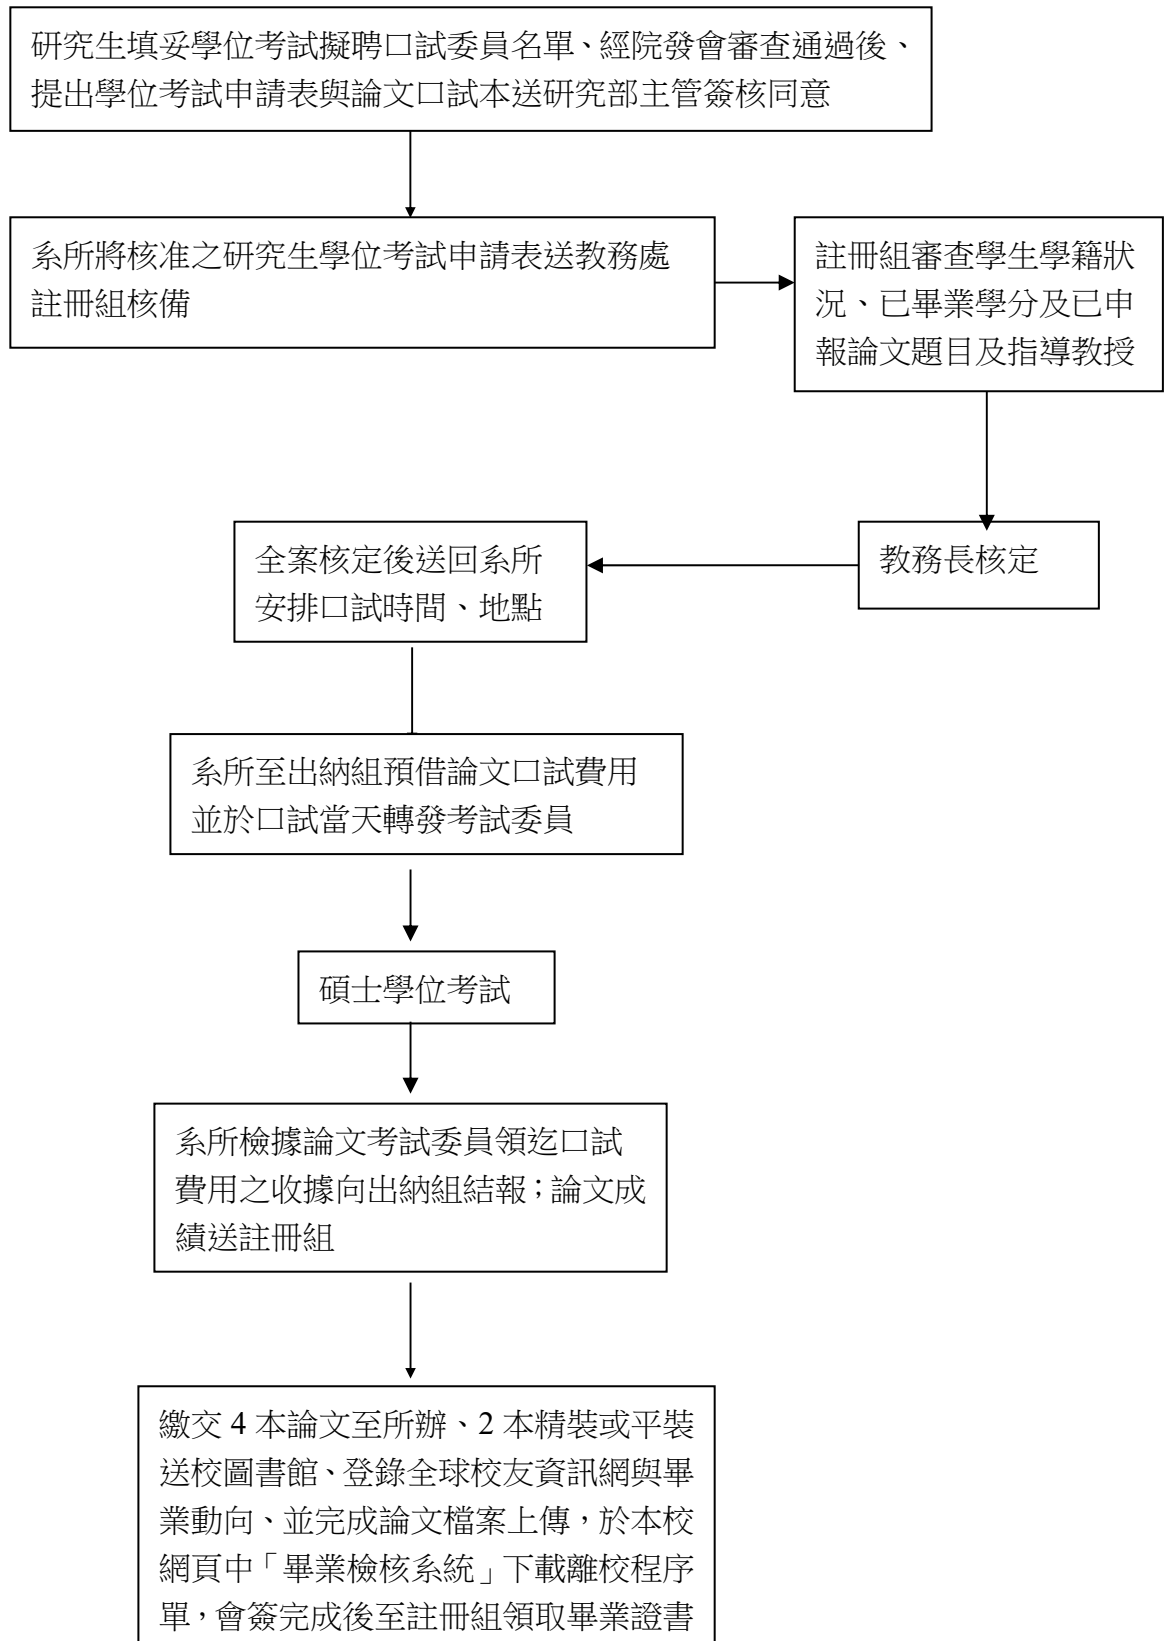 研究生填妥學位考試擬聘口試委員名單、經院發會審查通過後、
提出學位考試申請表與論文口試本送研究部主管簽核同意
系所將核准之研究生學位考試申請表送教務處
註冊組核備
註冊組審查學生學籍狀
況、已畢業學分及已申
報論文題目及指導教授
教務長核定
全案核定後送回系所
安排口試時間、地點
系所至出納組預借論文口試費用
並於口試當天轉發考試委員
碩士學位考試
系所檢據論文考試委員領迄口試
費用之收據向出納組結報；論文成
績送註冊組
繳交 4 本論文至所辦、2 本精裝或平裝
送校圖書館、登錄全球校友資訊網與畢
業動向、並完成論文檔案上傳，於本校
網頁中「畢業檢核系統」下載離校程序
單，會簽完成後至註冊組領取畢業證書